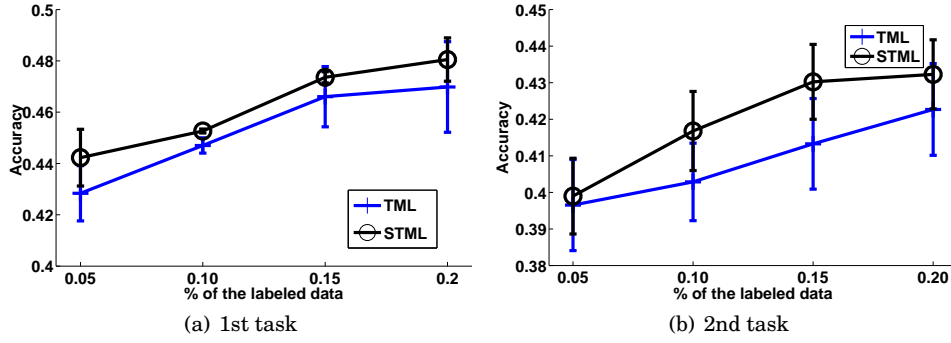 0.5
0.48
0.46
0.44
0.42
0.4
Accuracy
0.05 0.10 0.15 0.2
% of the labeled data
TML
STML
(a) 1st task
0.45
0.44
0.43
0.42
0.41
0.4
0.39
0.38
Accuracy
0.05 0.10 0.15 0.20
% of the labeled data
TML
STML
(b) 2nd task